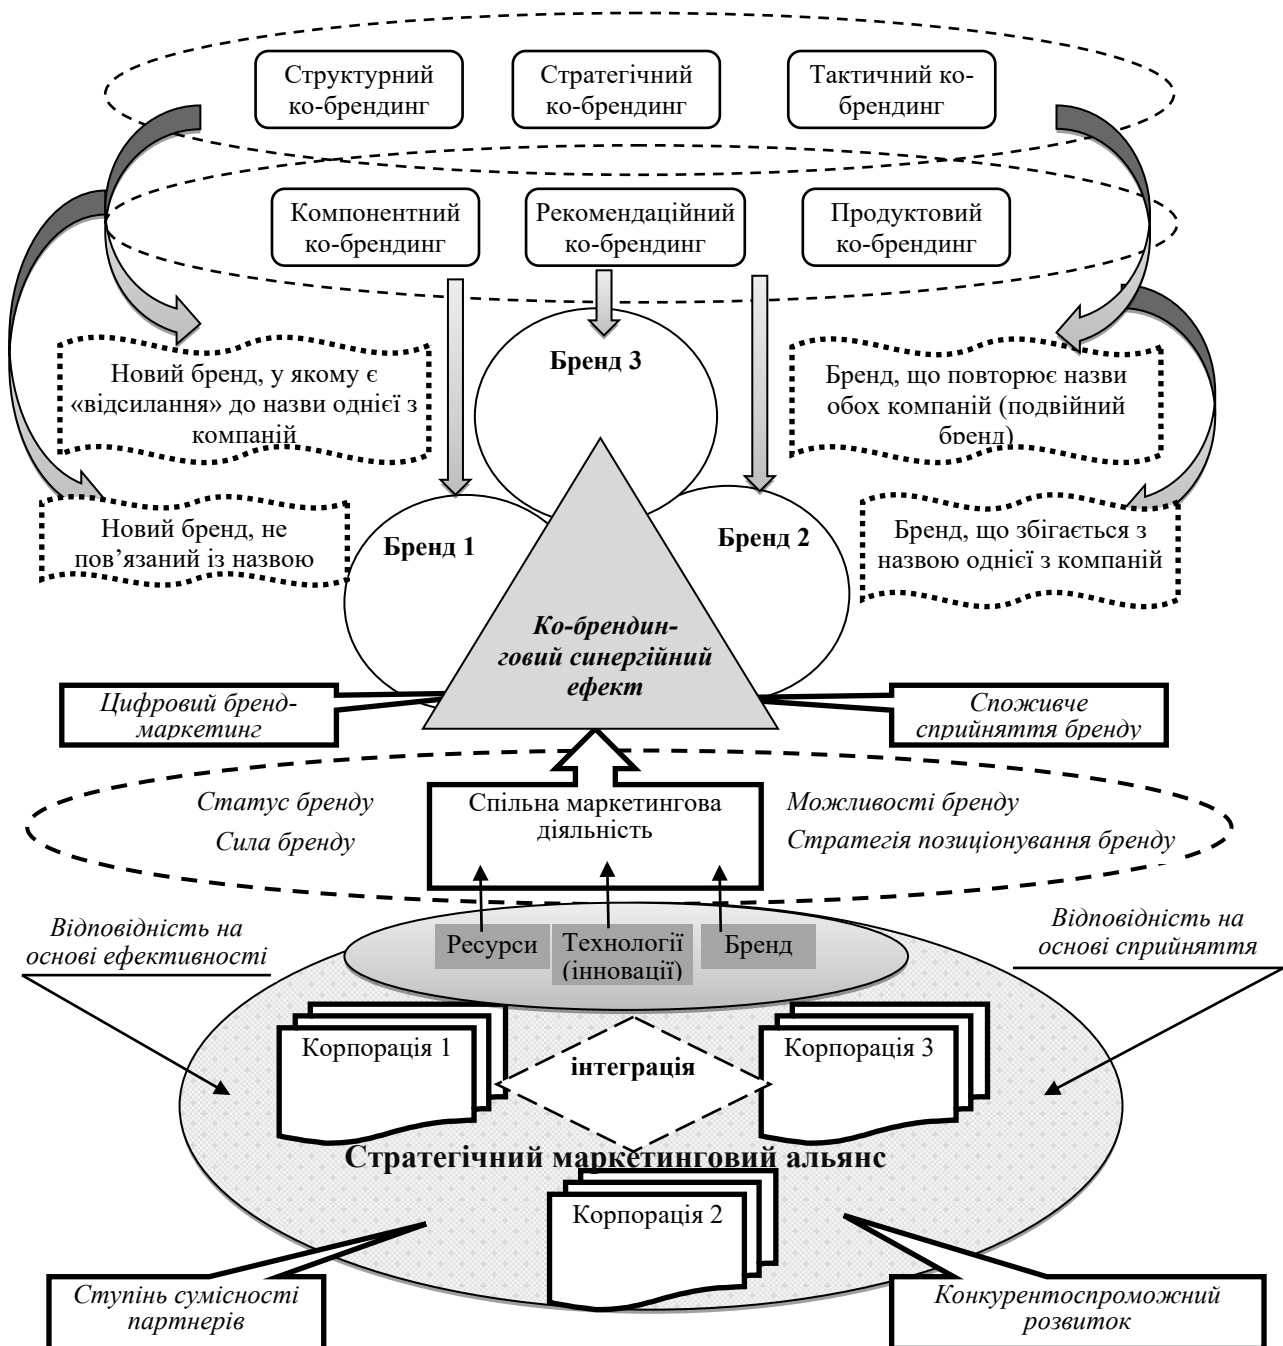 Структурний
ко-брендинг
Стратегічний
ко-брендинг
Тактичний ко-
брендинг
Компонентний
ко-брендинг
Рекомендаційний
ко-брендинг
Продуктовий
ко-брендинг
Новий бренд, у якому є
«відсилання» до назви однієї з
компаній
Бренд 3
Бренд, що повторює назви
обох компаній (подвійний
бренд)
Новий бренд, не
пов’язаний із назвою
Бренд 1
Бренд 2
Бренд, що збігається з
назвою однієї з компаній
Ко-брендин-
говий синергійний
ефект
Цифровий бренд-
маркетинг
Споживче
сприйняття бренду
Статус бренду
Сила бренду
Спільна маркетингова
діяльність
Можливості бренду
Стратегія позиціонування бренду
Відповідність на
основі ефективності
Ресурси
Технології
(інновації)
Бренд
Відповідність на
основі сприйняття
Корпорація 1
інтеграція
Корпорація 3
Стратегічний маркетинговий альянс
Корпорація 2
Ступінь сумісності
партнерів
Конкурентоспроможний
розвиток